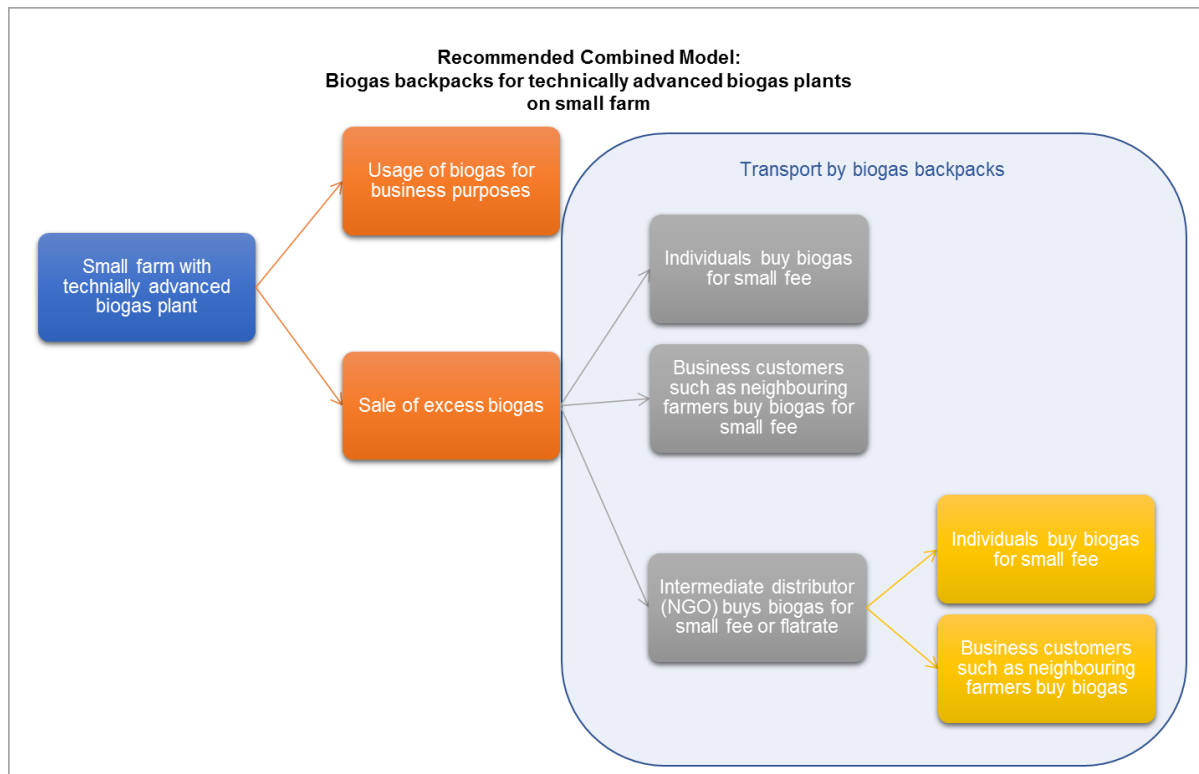 Recommended Combined Model:
Biogas backpacks for technically advanced biogas plants
on small farm
Usage of biogas for
business purposes
Transport by biogas backpacks
Small farm with
technially advanced
biogas plant
Individuals buy biogas
for small fee
Sale of excess biogas
Business customers
such as neighbouring
farmers buy biogas for
small fee
Intermediate distributor
(NGO) buys biogas for
small fee or flatrate
Individuals buy biogas
for small fee
Business customers
such as neighbouring
farmers buy biogas